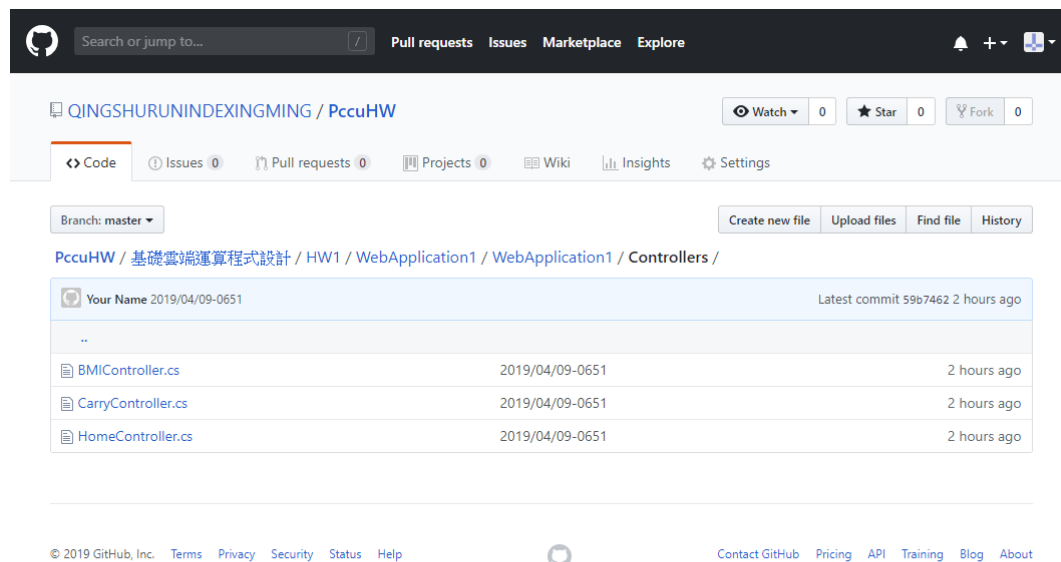 Search or jump to... / Pull requests Issues Marketplace Explore
QINGSHURUNINDEXINGMING / PccuHW Watch 0 Star 0 Fork 0
Code Issues 0 Pull requests 0 Projects 0 Wiki Insights Settings
Branch: master Create new file Upload files Find file History
PccuHW / 基礎雲端運算程式設計 / HW1 / WebApplication1 / WebApplication1 / Controllers /
Your Name 2019/04/09-0651 Latest commit 59b7462 2 hours ago
..
BMIController.cs 2019/04/09-0651 2 hours ago
CarryController.cs 2019/04/09-0651 2 hours ago
HomeController.cs 2019/04/09-0651 2 hours ago
© 2019 GitHub, Inc. Terms Privacy Security Status Help Contact GitHub Pricing API Training Blog About